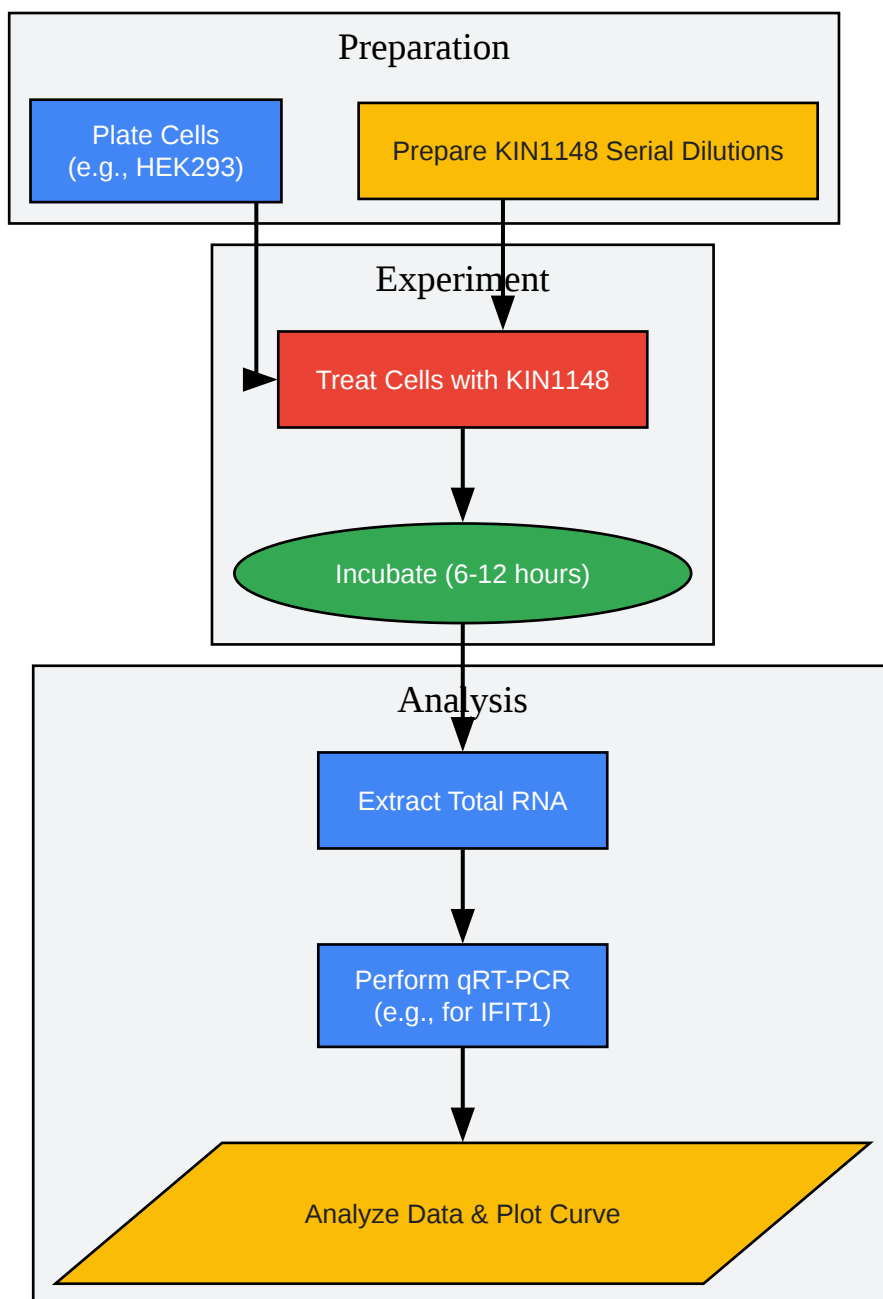 Preparation
Plate Cells
(e.g., HEK293)
Prepare KIN1148 Serial Dilutions
Experiment
Treat Cells with KIN1148
Incubate (6-12 hours)
Analysis
Extract Total RNA
Perform qRT-PCR
(e.g., for IFIT1)
Analyze Data & Plot Curve